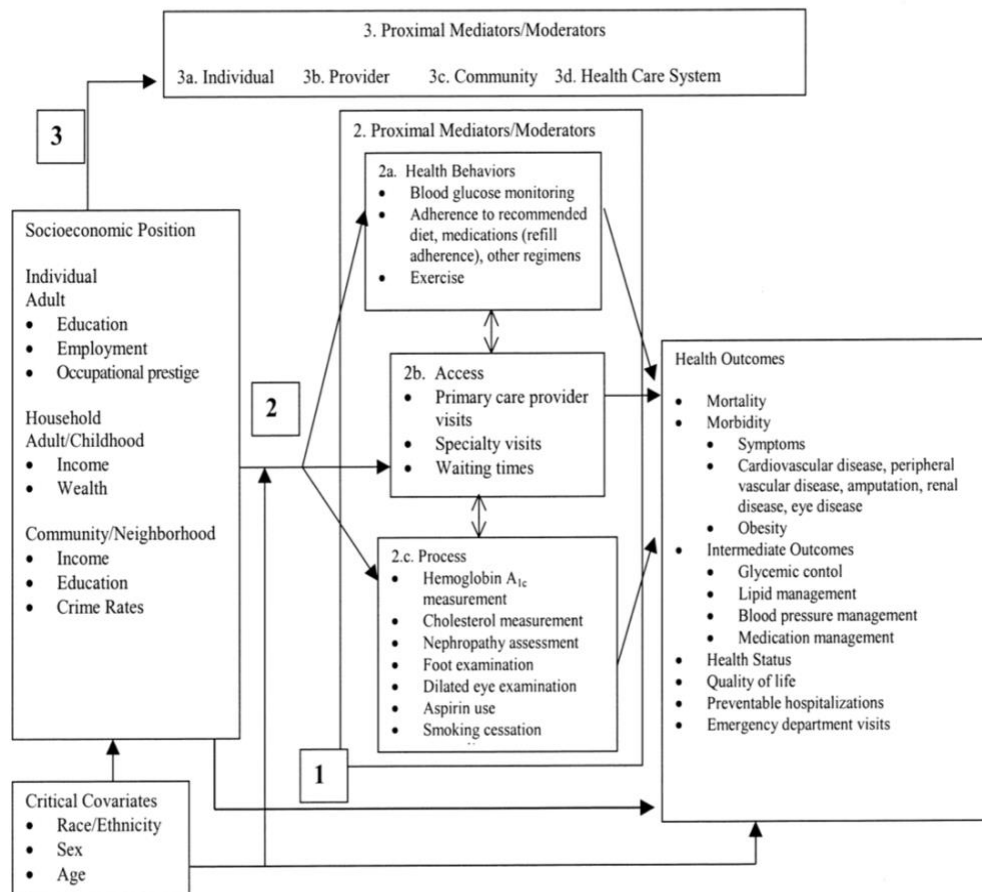 3. Proximal Mediators/Moderators
3a. Individual 3b. Provider 3c. Community 3d. Health Care System
3
2. Proximal Mediators/Moderators
2a. Health Behaviors
• Blood glucose monitoring
• Adherence to recommended
diet, medications (refill
adherence), other regimens
• Exercise
Socioeconomic Position
Individual
Adult
• Education
• Employment
• Occupational prestige
Household
Adult/Childhood
• Income
• Wealth
Community/Neighborhood
• Income
• Education
• Crime Rates
2
2b. Access
• Primary care provider
visits
• Specialty visits
• Waiting times
2.c. Process
• Hemoglobin A1c
measurement
• Cholesterol measurement
• Nephropathy assessment
• Foot examination
• Dilated eye examination
• Aspirin use
• Smoking cessation
Health Outcomes
• Mortality
• Morbidity
• Symptoms
• Cardiovascular disease, peripheral
vascular disease, amputation, renal
disease, eye disease
• Obesity
• Intermediate Outcomes
• Glycemic contol
• Lipid management
• Blood pressure management
• Medication management
• Health Status
• Quality of life
• Preventable hospitalizations
• Emergency department visits
1
Critical Covariates
• Race/Ethnicity
• Sex
• Age